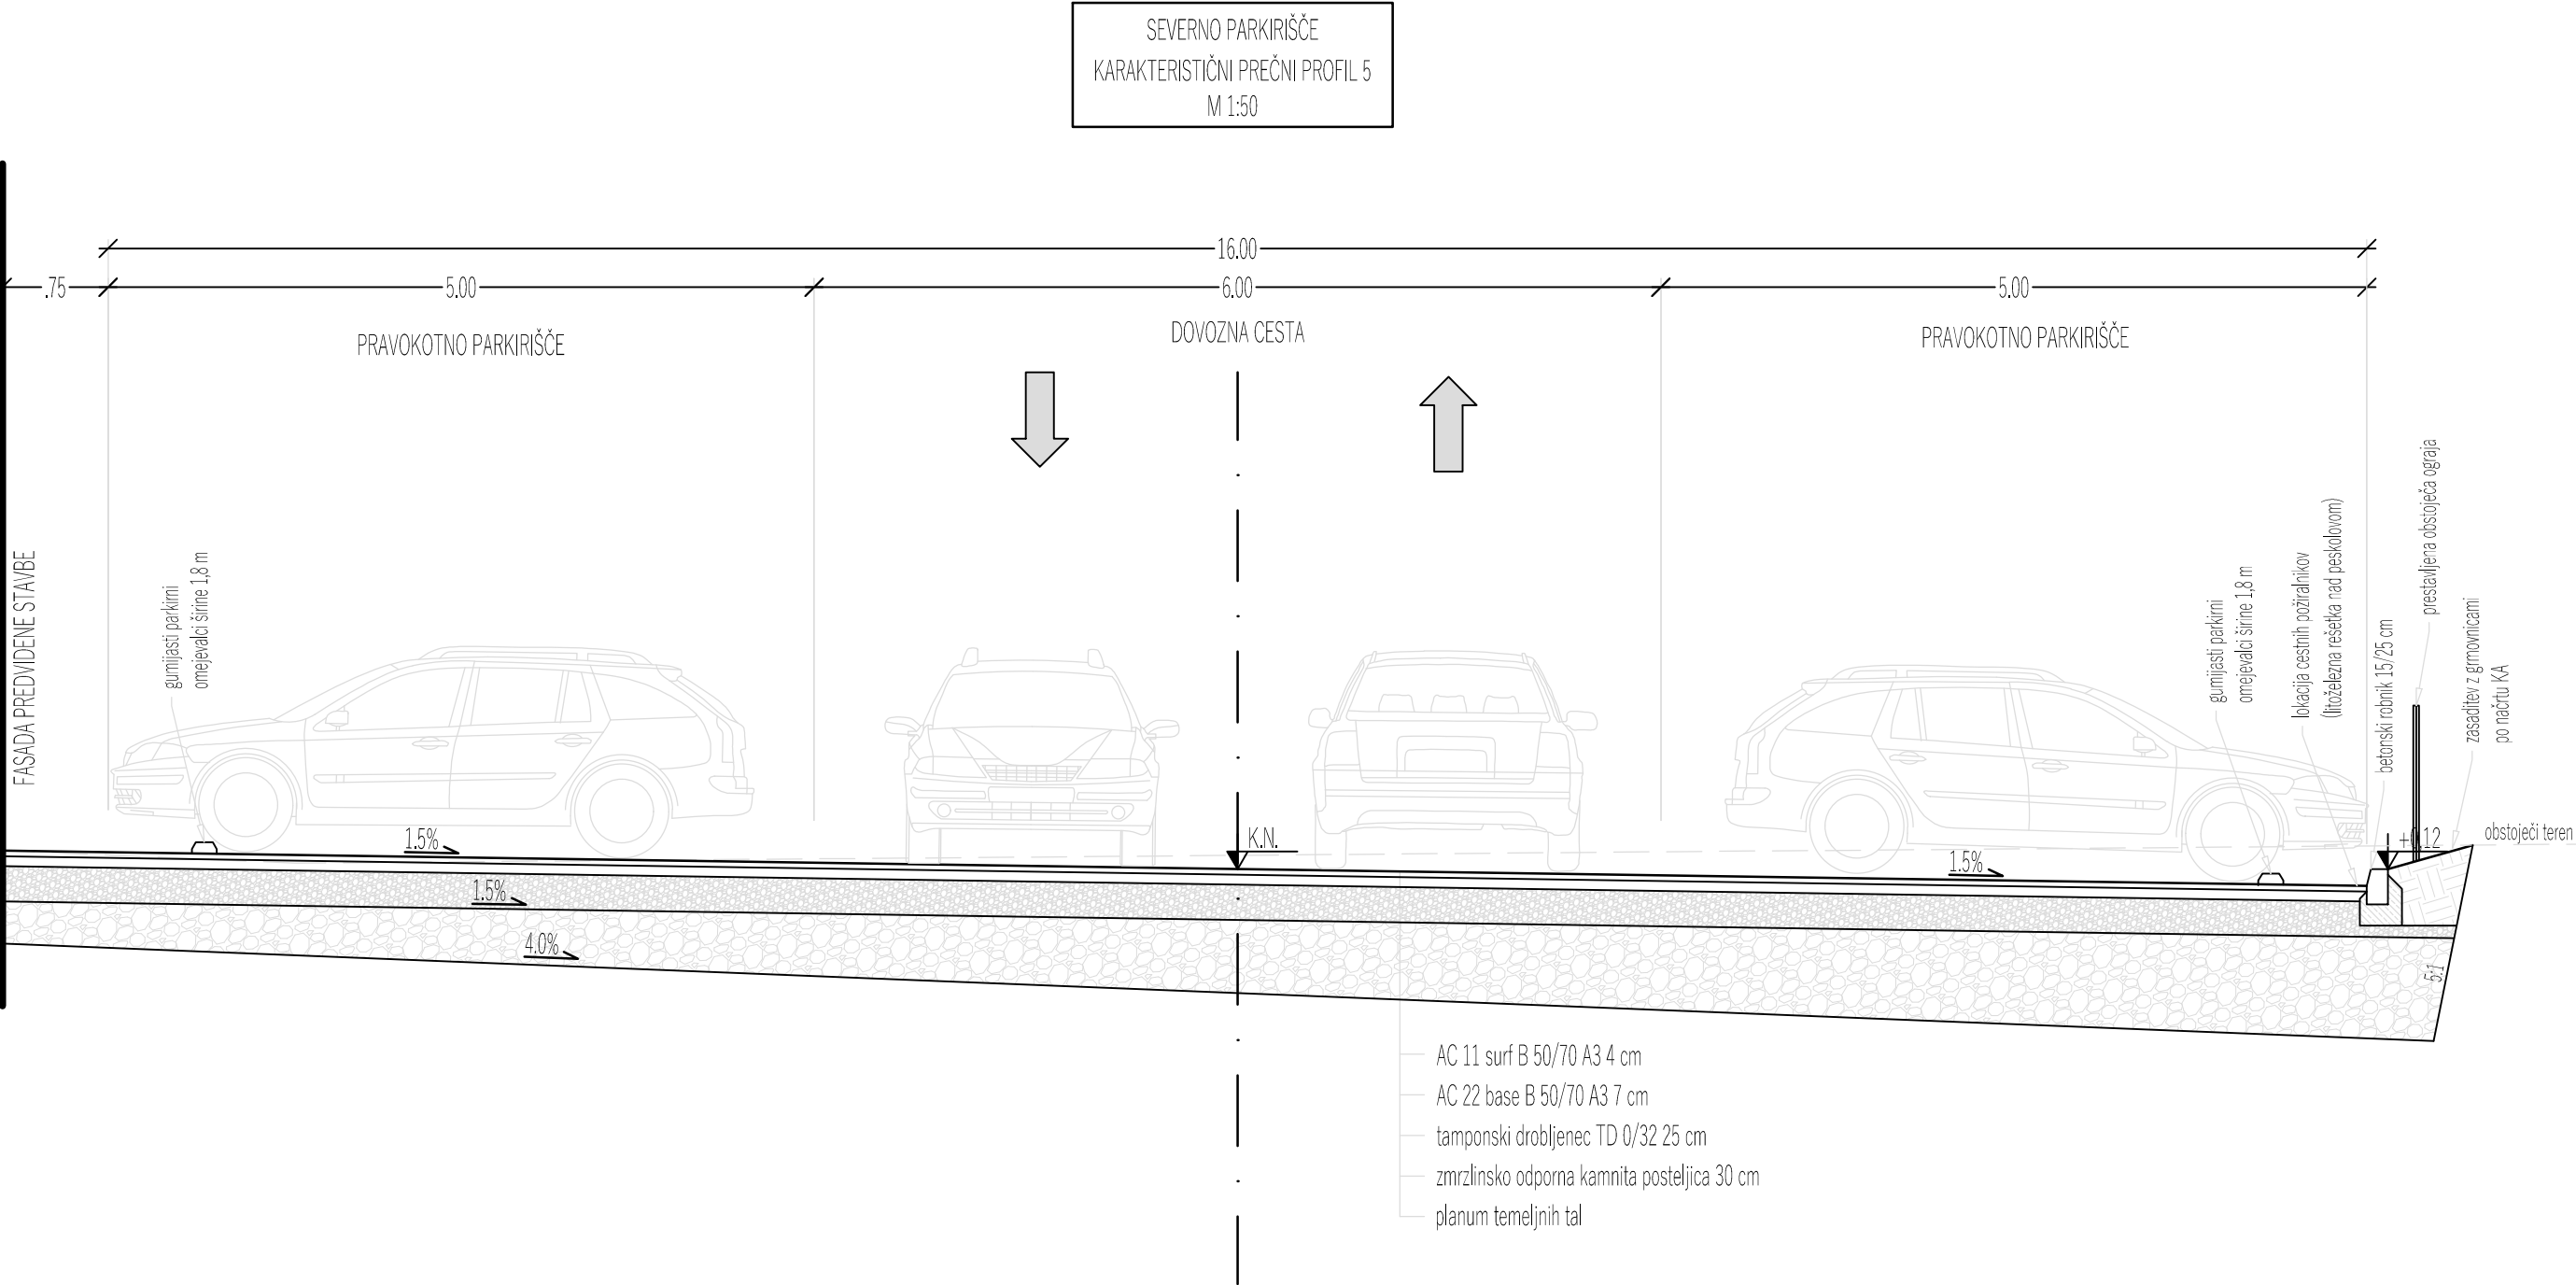 SEVERNO PARKIRIŠČE
KARAKTERISTIČNI PREČNI PROFIL 5
M 1:50
16.00
.75
5.00
6.00
5.00
PRAVOKOTNO PARKIRIŠČE
DOVOZNA CESTA
PRAVOKOTNO PARKIRIŠČE
FASADA PREDVIDENE STAVBE
gumijasti parkirni
omejevalci širine 1,8 m
gumijasti parkirni
omejevalci širine 1,8 m
lokacija cestnih požiralnikov
(litoželezna rešetka nad peskolovom)
betonski robnik 15/25 cm
prestavljena obstoječa ograja
zasaditev z grmovnicami
po načrtu KA
obstoječi teren
+0.12
K.N.
1.5%
1.5%
1.5%
4.0%
5:1
AC 11 surf B 50/70 A3 4 cm
AC 22 base B 50/70 A3 7 cm
tamponski drobljenec TD 0/32 25 cm
zmrzlinsko odporna kamnita posteljica 30 cm
planum temeljnih tal